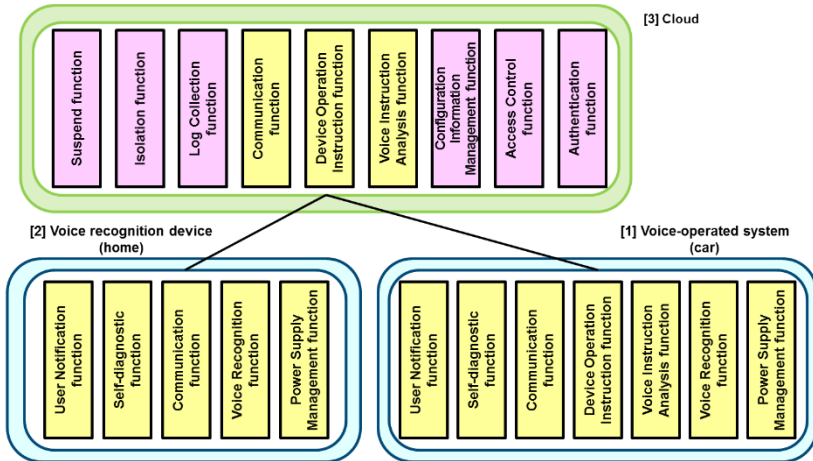 [3] Cloud
Suspend function
Isolation function
Log Collection
function
Communication
function
Device Operation
Instruction function
Voice Instruction
Analysis function
Configuration
Information
Management function
Access Control
function
Authentication
function
[2] Voice recognition device
(home)
[1] Voice-operated system
(car)
User Notification
function
Self-diagnostic
function
Communication
function
Voice Recognition
function
Power Supply
Management function
User Notification
function
Self-diagnostic
function
Communication
function
Device Operation
Instruction function
Voice Instruction
Analysis function
Voice Recognition
function
Power Supply
Management function